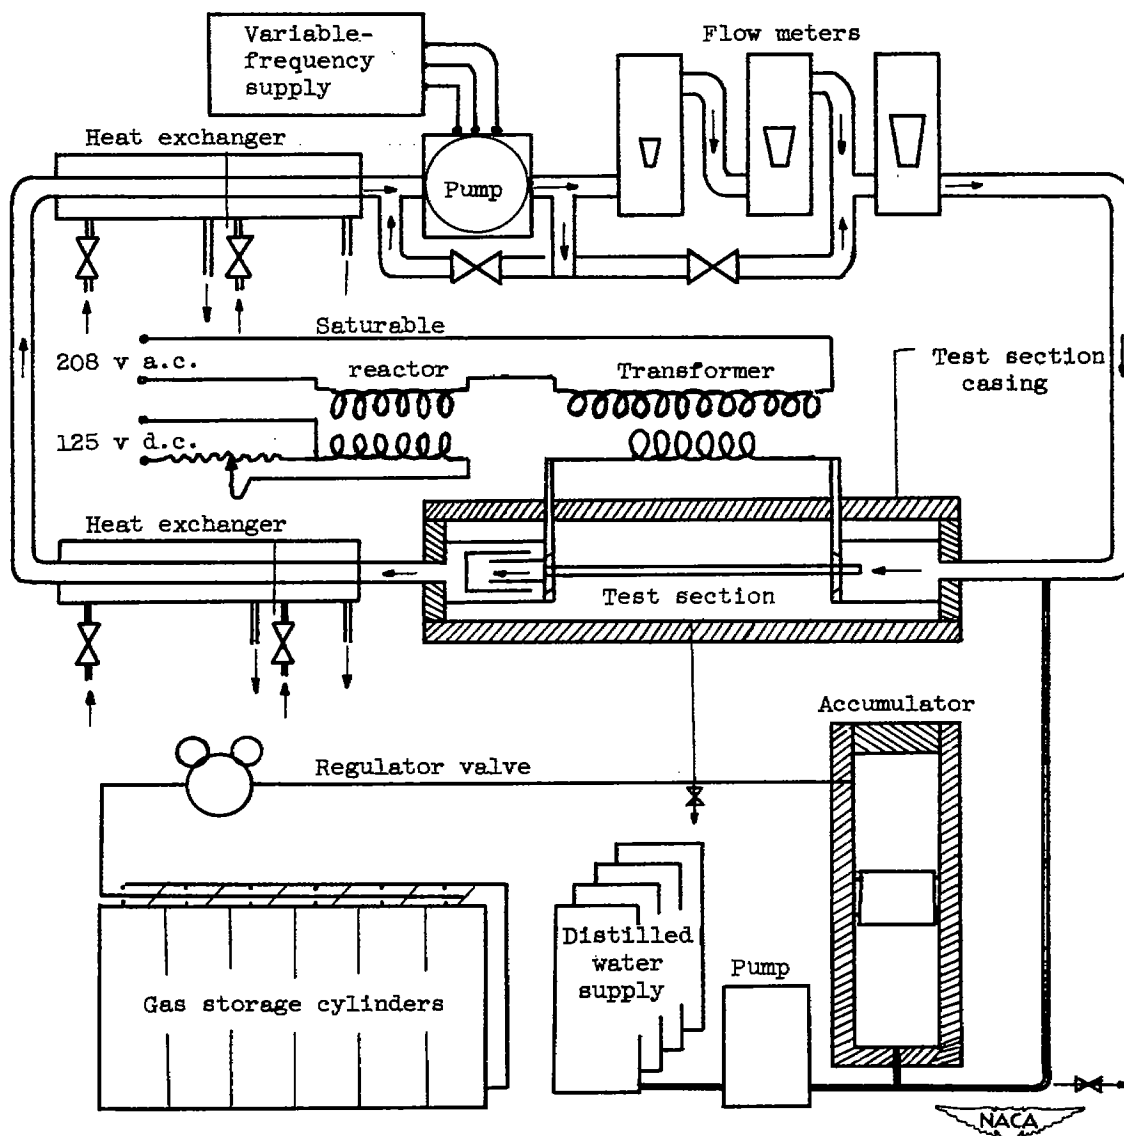 Variable-
frequency
supply
Flow meters
Heat exchanger
Pump
Saturable
208 v a.c.
reactor
Transformer
Test section
casing
125 v d.c.
Heat exchanger
Test section
Accumulator
Regulator valve
Distilled
water
supply
Pump
Gas storage cylinders
NACA